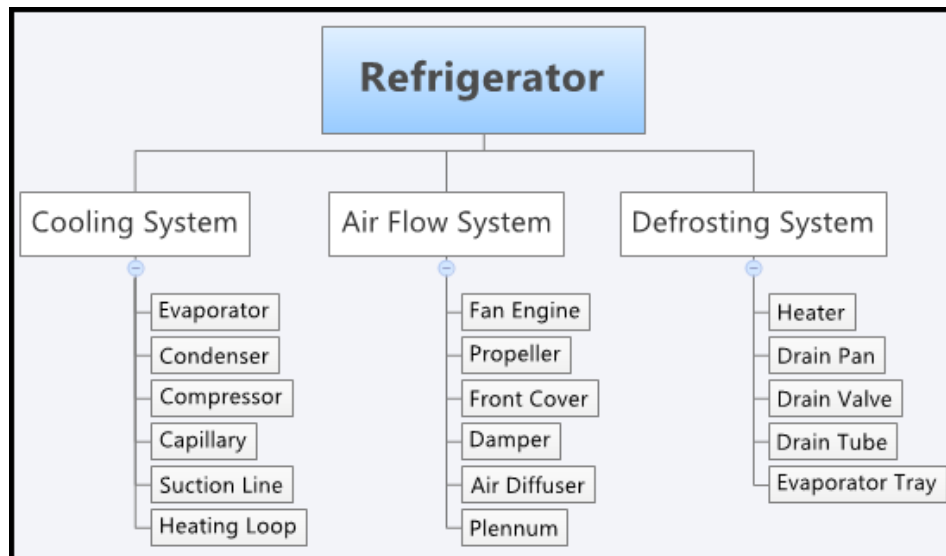 Refrigerator
Cooling System
Evaporator
Condenser
Compressor
Capillary
Suction Line
Heating Loop
Air Flow System
Fan Engine
Propeller
Front Cover
Damper
Air Diffuser
Plennum
Defrosting System
Heater
Drain Pan
Drain Valve
Drain Tube
Evaporator Tray